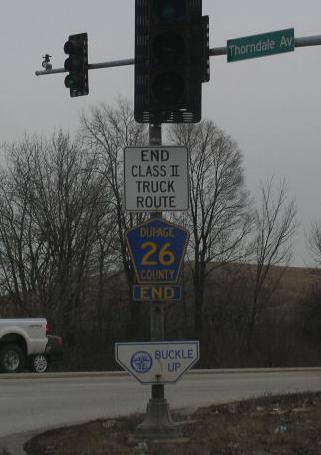 Thorndale Av
END
CLASS II
TRUCK
ROUTE
DUPAGE
26
COUNTY
END
BUCKLE
UP